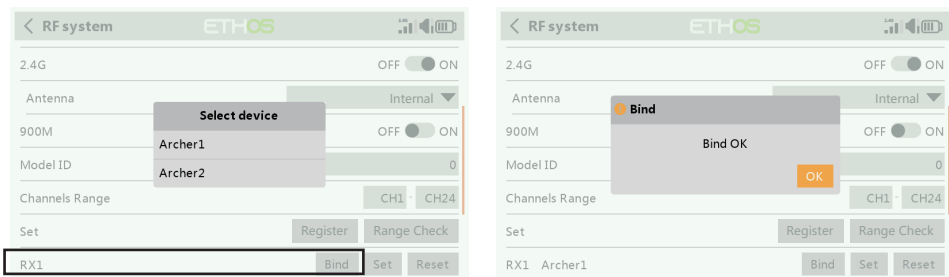 RF system ETHOS
2.4G OFF ON
Antenna Internal
Select device
900M OFF ON
Archer1
Model ID 0
Archer2
Channels Range CH1 - CH24
Set Register Range Check
RX1 Bind Set Reset
RF system ETHOS
2.4G OFF ON
Antenna Internal
Bind
900M OFF ON
Bind OK
Model ID 0
OK
Channels Range CH1 - CH24
Set Register Range Check
RX1 Archer1 Bind Set Reset